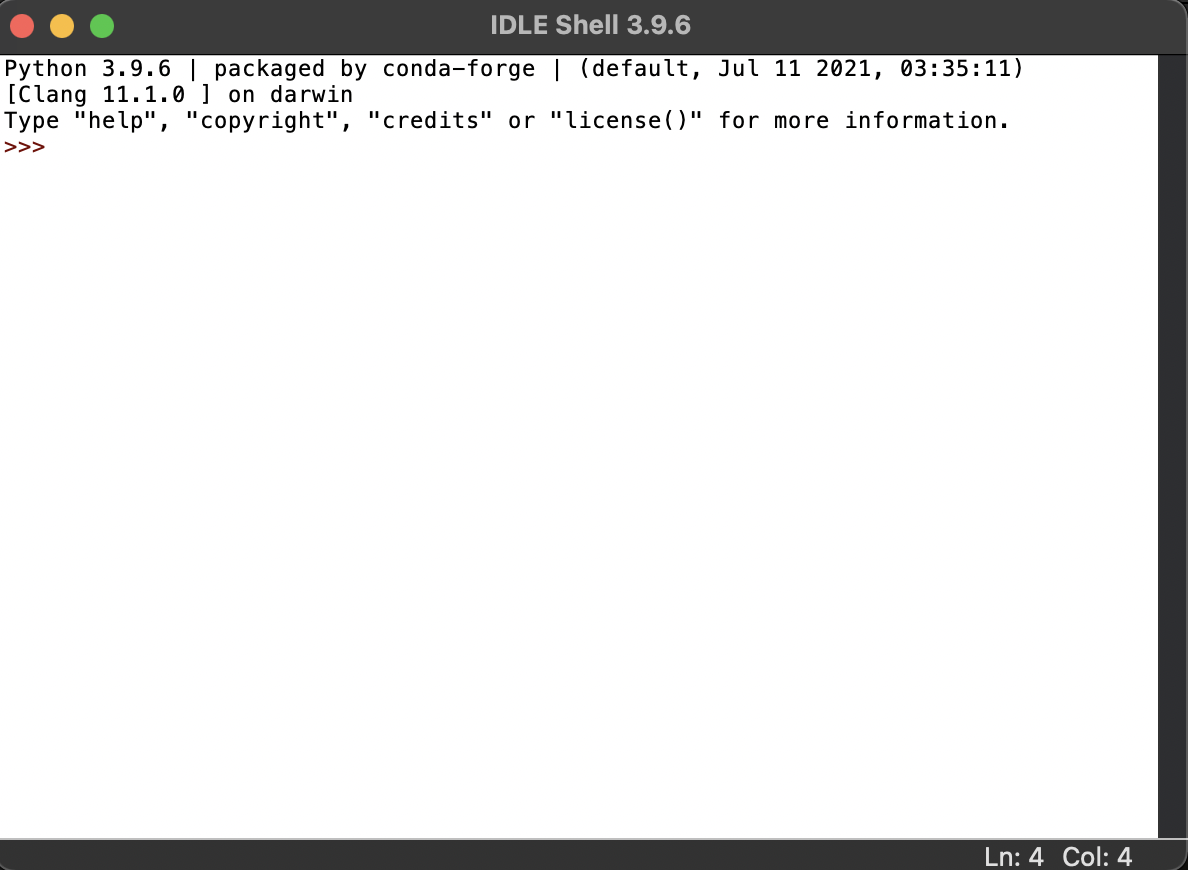 IDLE Shell 3.9.6
Python 3.9.6 | packaged by conda-forge | (default, Jul 11 2021, 03:35:11)
[Clang 11.1.0 ] on darwin
Type "help", "copyright", "credits" or "license()" for more information.
>>>
Ln: 4 Col: 4